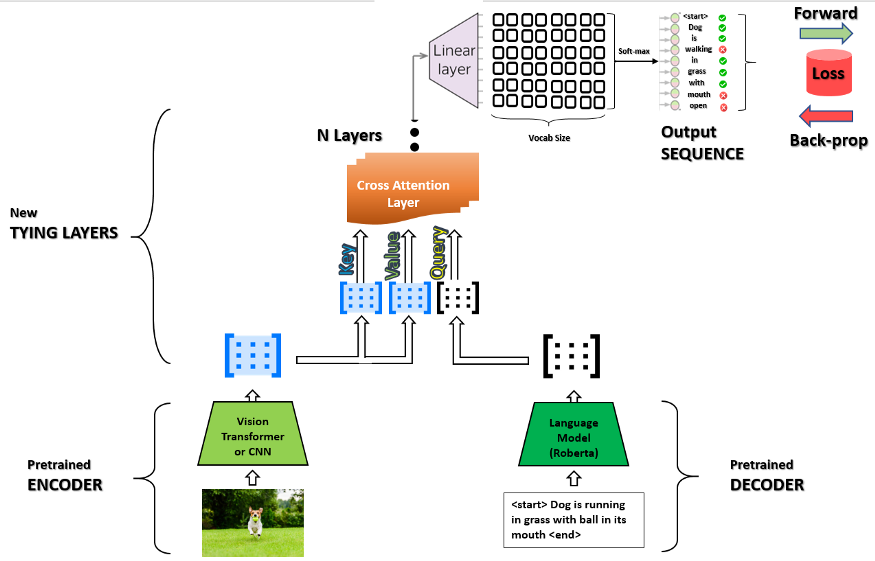 Forward
Loss
Back-prop
Linear
layer
Soft-max
<start>
Dog
is
walking
in
grass
with
mouth
open
Vocab Size
Output
SEQUENCE
N Layers
Cross Attention
Layer
New
TYING LAYERS
Key
Value
Query
Vision
Transformer
or CNN
Language
Model
(Roberta)
Pretrained
ENCODER
Pretrained
DECODER
<start> Dog is running
in grass with ball in its
mouth <end>